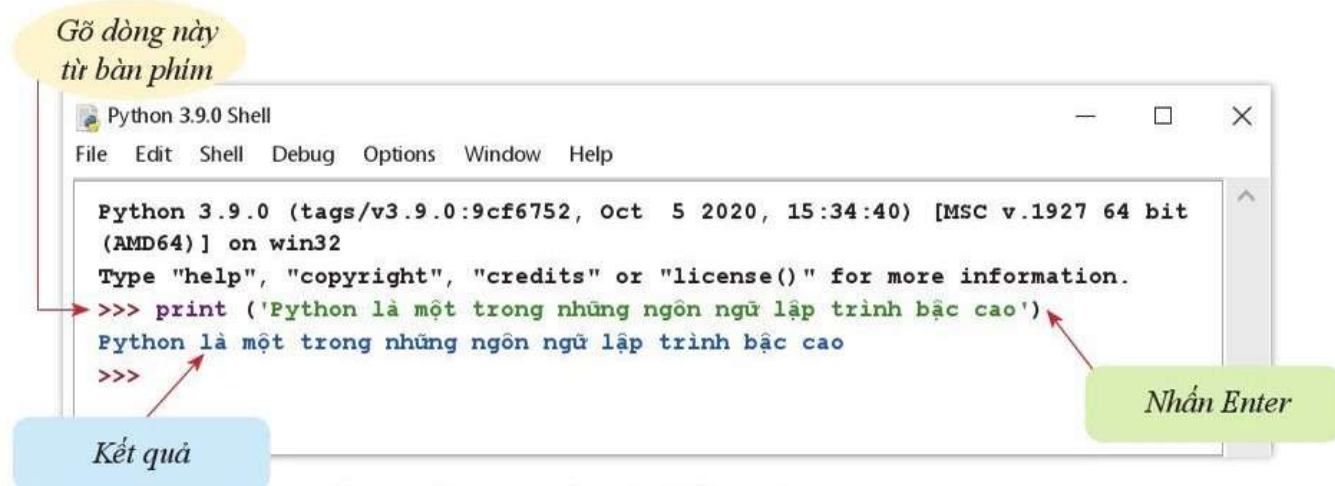 Gõ dòng này
từ bàn phím
Python 3.9.0 Shell
File Edit Shell Debug Options Window Help
Python 3.9.0 (tags/v3.9.0:9cf6752, Oct  5 2020, 15:34:40) [MSC v.1927 64 bit
(AMD64)] on win32
Type "help", "copyright", "credits" or "license()" for more information.
>>> print ('Python là một trong những ngôn ngữ lập trình bậc cao')
Python là một trong những ngôn ngữ lập trình bậc cao
>>>
Nhấn Enter
Kết quả